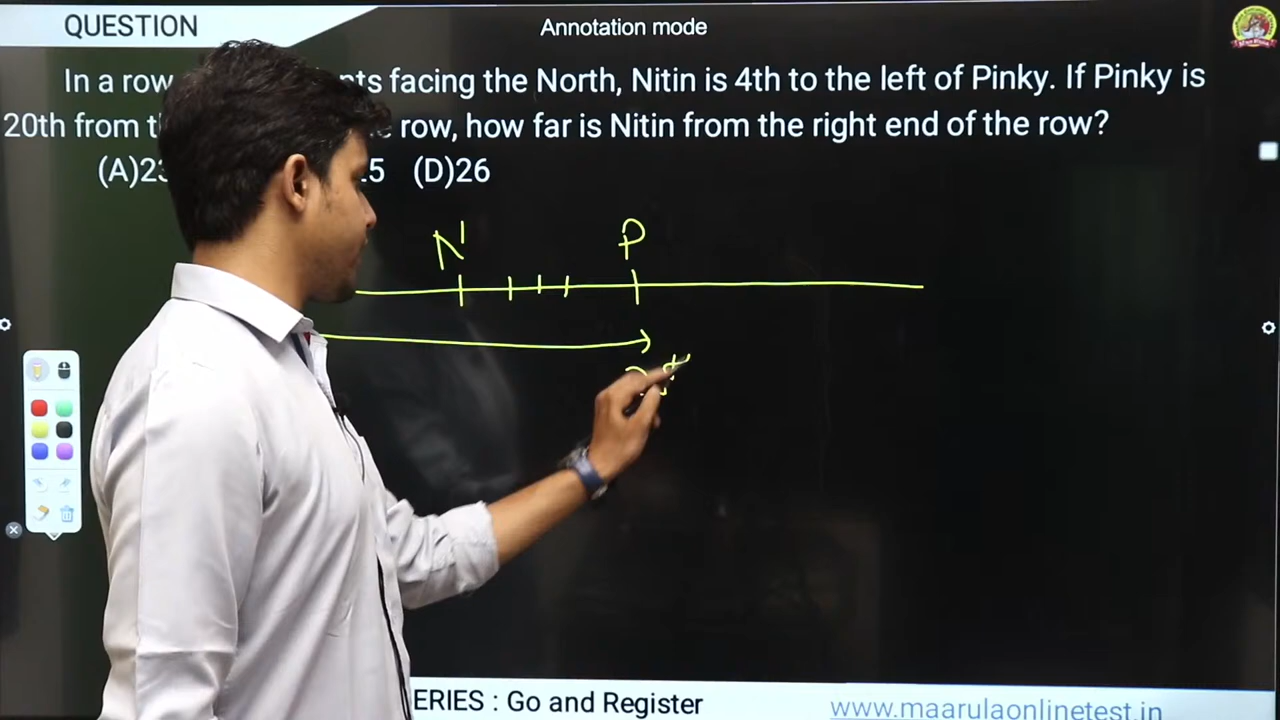 QUESTION
Annotation mode
In a row nts facing the North, Nitin is 4th to the left of Pinky. If Pinky is
20th from row, how far is Nitin from the right end of the row?
(A)23 25 (D)26
N P
ERIES : Go and Register
www.maarulaonlinetest.in